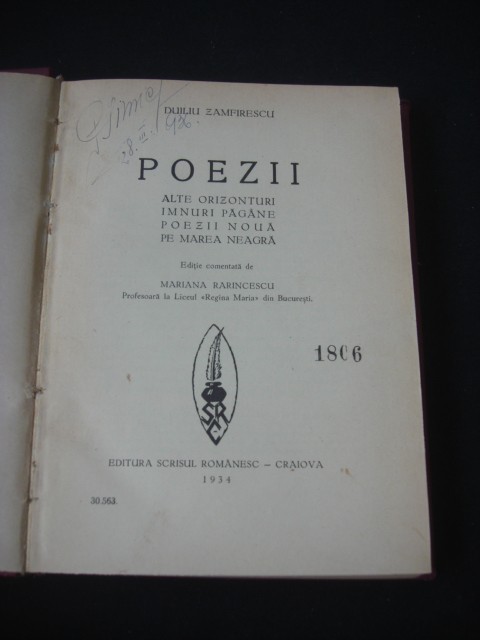 DUILIU ZAMFIRESCU
POEZII
ALTE ORIZONTURI
IMNURI PĂGÂNE
POEZII NOUĂ
PE MAREA NEAGRĂ
Ediție comentată de
MARIANA RARINCESCU
Profesoară la Liceul «Regina Maria» din București.
1806
SRC
EDITURA SCRISUL ROMÂNESC — CRAIOVA
1934
30.563.